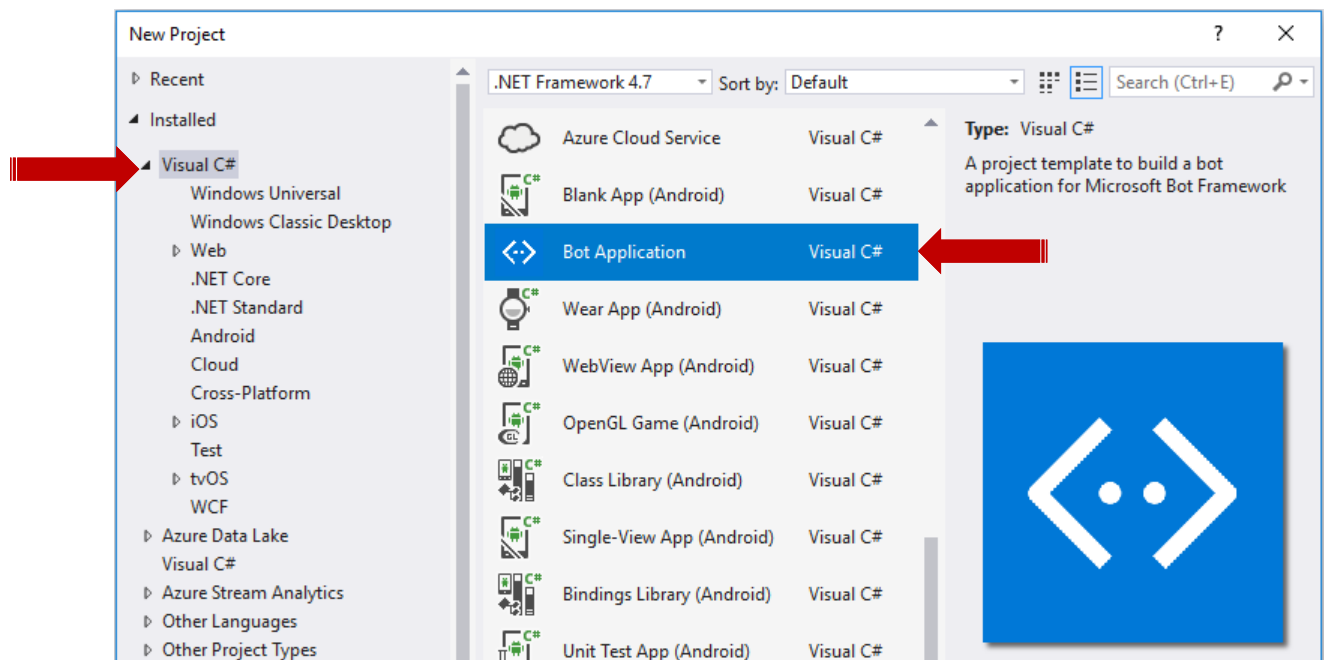 New Project
?
Recent
Installed
Visual C#
Windows Universal
Windows Classic Desktop
Web
.NET Core
.NET Standard
Android
Cloud
Cross-Platform
iOS
Test
tvOS
WCF
Azure Data Lake
Visual C#
Azure Stream Analytics
Other Languages
Other Project Types
.NET Framework 4.7 Sort by: Default
Search (Ctrl+E)
Azure Cloud Service Visual C#
C# Blank App (Android) Visual C#
Bot Application Visual C#
C# Wear App (Android) Visual C#
C# WebView App (Android) Visual C#
C# GL OpenGL Game (Android) Visual C#
C# Class Library (Android) Visual C#
C# Single-View App (Android) Visual C#
C# Bindings Library (Android) Visual C#
C# Unit Test App (Android) Visual C#
Type: Visual C#
A project template to build a bot
application for Microsoft Bot Framework